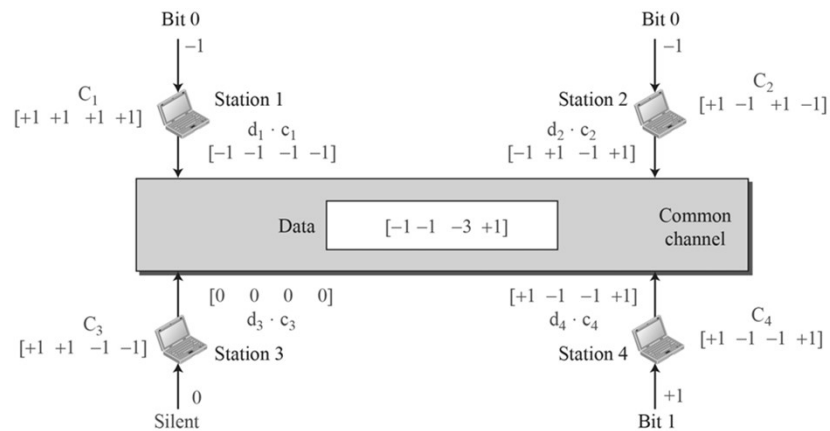 Bit 0
−1
C₁
[+1 +1 +1 +1]
Station 1
d₁ · c₁
[−1 −1 −1 −1]
Bit 0
−1
Station 2
C₂
[+1 −1 +1 −1]
d₂ · c₂
[−1 +1 −1 +1]
Data
[−1 −1 −3 +1]
Common
channel
[0 0 0 0]
d₃ · c₃
C₃
[+1 +1 −1 −1]
Station 3
0
Silent
[+1 −1 −1 +1]
d₄ · c₄
Station 4
C₄
[+1 −1 −1 +1]
+1
Bit 1